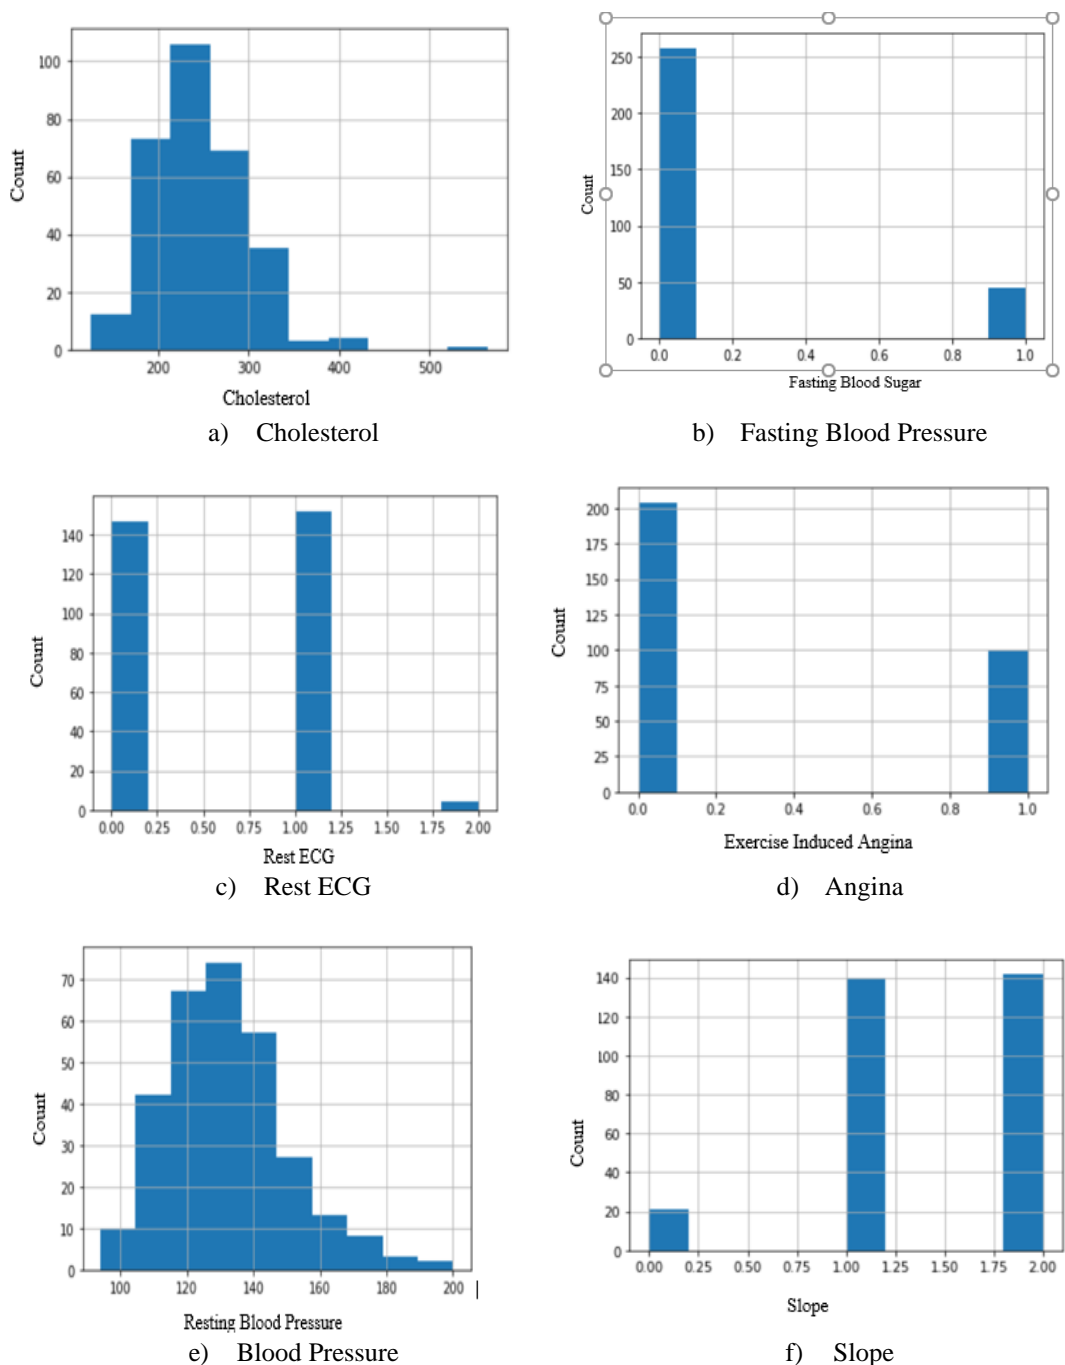 100
80
60
40
20
0
Count
200 300 400 500
Cholesterol
a) Cholesterol
250
200
150
100
50
0
Count
0.0 0.2 0.4 0.6 0.8 1.0
Fasting Blood Sugar
b) Fasting Blood Pressure
140
120
100
80
60
40
20
0
Count
0.00 0.25 0.50 0.75 1.00 1.25 1.50 1.75 2.00
Rest ECG
c) Rest ECG
200
175
150
125
100
75
50
25
0
Count
0.0 0.2 0.4 0.6 0.8 1.0
Exercise Induced Angina
d) Angina
70
60
50
40
30
20
10
0
Count
100 120 140 160 180 200
Resting Blood Pressure
e) Blood Pressure
140
120
100
80
60
40
20
0
Count
0.00 0.25 0.50 0.75 1.00 1.25 1.50 1.75 2.00
Slope
f) Slope